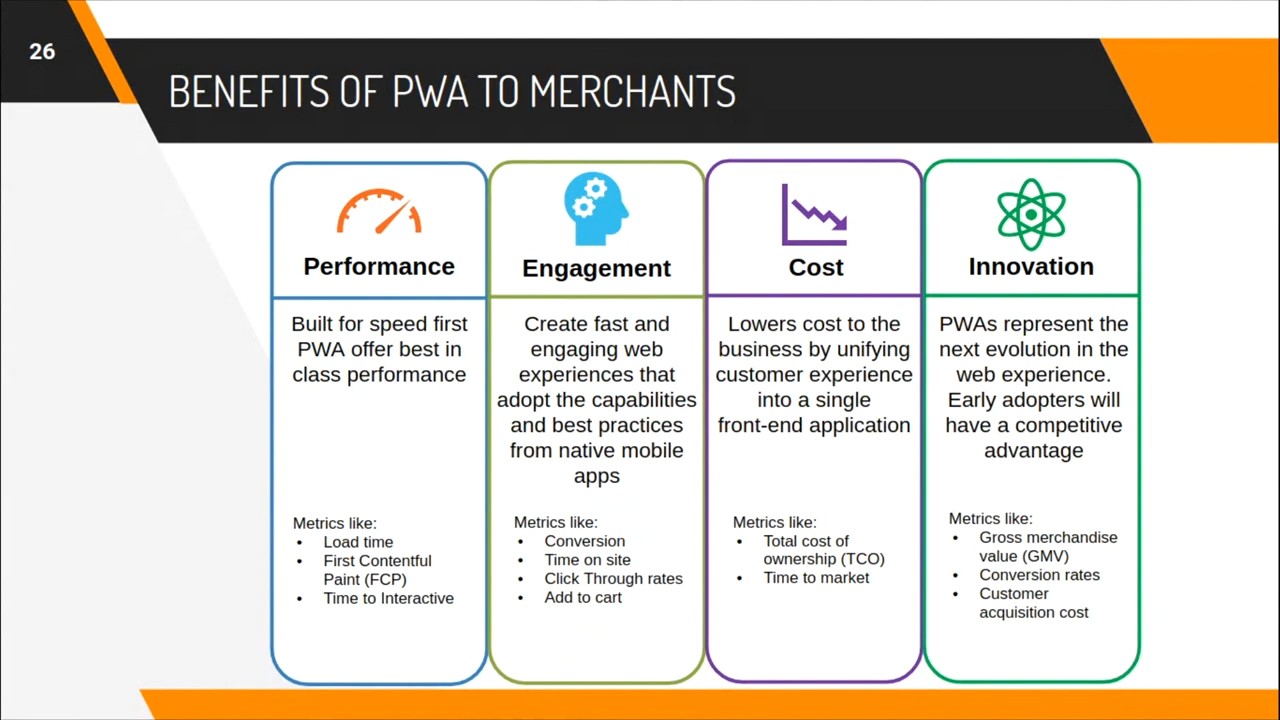 26
BENEFITS OF PWA TO MERCHANTS
Performance
Built for speed first
PWA offer best in
class performance
Metrics like:
• Load time
• First Contentful
Paint (FCP)
• Time to Interactive
Engagement
Create fast and
engaging web
experiences that
adopt the capabilities
and best practices
from native mobile
apps
Metrics like:
• Conversion
• Time on site
• Click Through rates
• Add to cart
Cost
Lowers cost to the
business by unifying
customer experience
into a single
front-end application
Metrics like:
• Total cost of
ownership (TCO)
• Time to market
Innovation
PWAs represent the
next evolution in the
web experience.
Early adopters will
have a competitive
advantage
Metrics like:
• Gross merchandise
value (GMV)
• Conversion rates
• Customer
acquisition cost